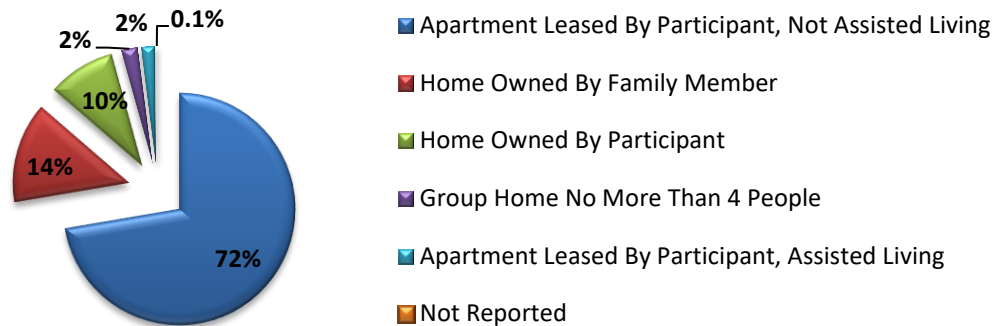 2%
2%
0.1%
10%
14%
72%
Apartment Leased By Participant, Not Assisted Living
Home Owned By Family Member
Home Owned By Participant
Group Home No More Than 4 People
Apartment Leased By Participant, Assisted Living
Not Reported